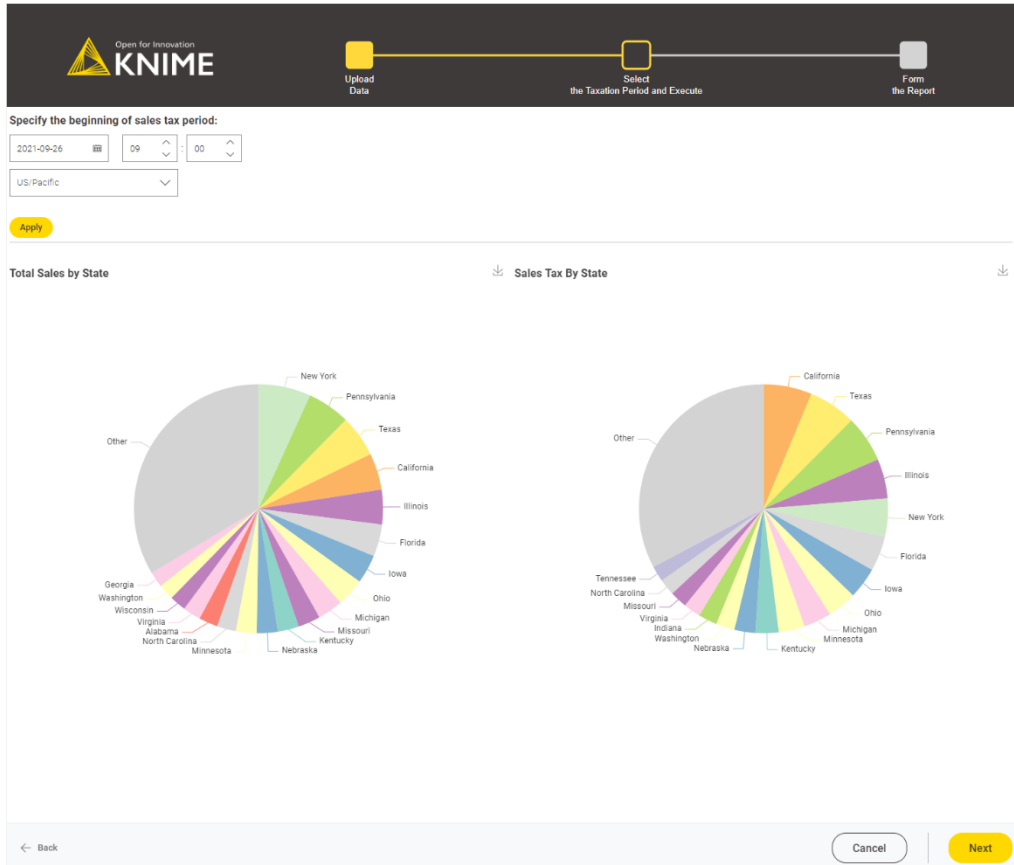 Open for Innovation
KNIME
Upload
Data
Select
the Taxation Period and Execute
Form
the Report
Specify the beginning of sales tax period:
2021-09-26
09 : 00
US/Pacific
Apply
Total Sales by State
New York
Pennsylvania
Texas
California
Illinois
Florida
Iowa
Ohio
Michigan
Missouri
Kentucky
Nebraska
Minnesota
North Carolina
Alabama
Virginia
Wisconsin
Washington
Georgia
Other
Sales Tax By State
California
Texas
Pennsylvania
Illinois
New York
Florida
Iowa
Ohio
Michigan
Minnesota
Kentucky
Nebraska
Washington
Indiana
Virginia
Missouri
North Carolina
Tennessee
Other
← Back
Cancel
Next